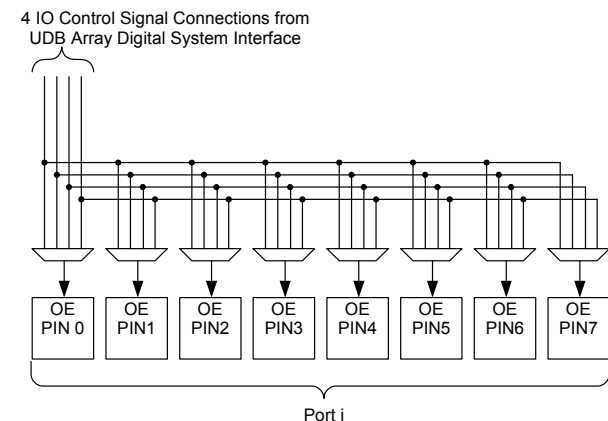 4 IO Control Signal Connections from
UDB Array Digital System Interface
OE OE OE OE OE OE OE OE
PIN 0 PIN1 PIN2 PIN3 PIN4 PIN5 PIN6 PIN7
Port i